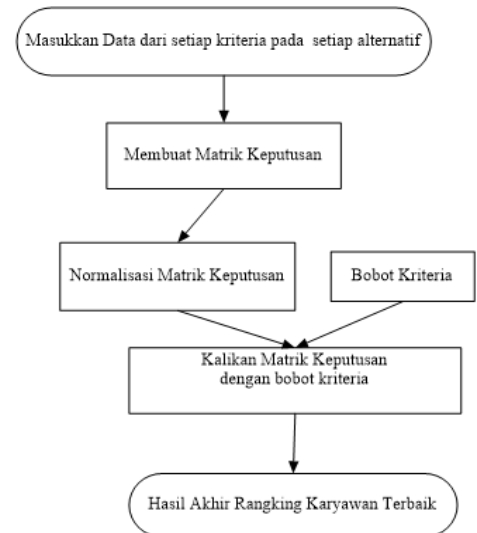 Masukkan Data dari setiap kriteria pada setiap alternatif
Membuat Matrik Keputusan
Normalisasi Matrik Keputusan
Bobot Kriteria
Kalikan Matrik Keputusan
dengan bobot kriteria
Hasil Akhir Rangking Karyawan Terbaik